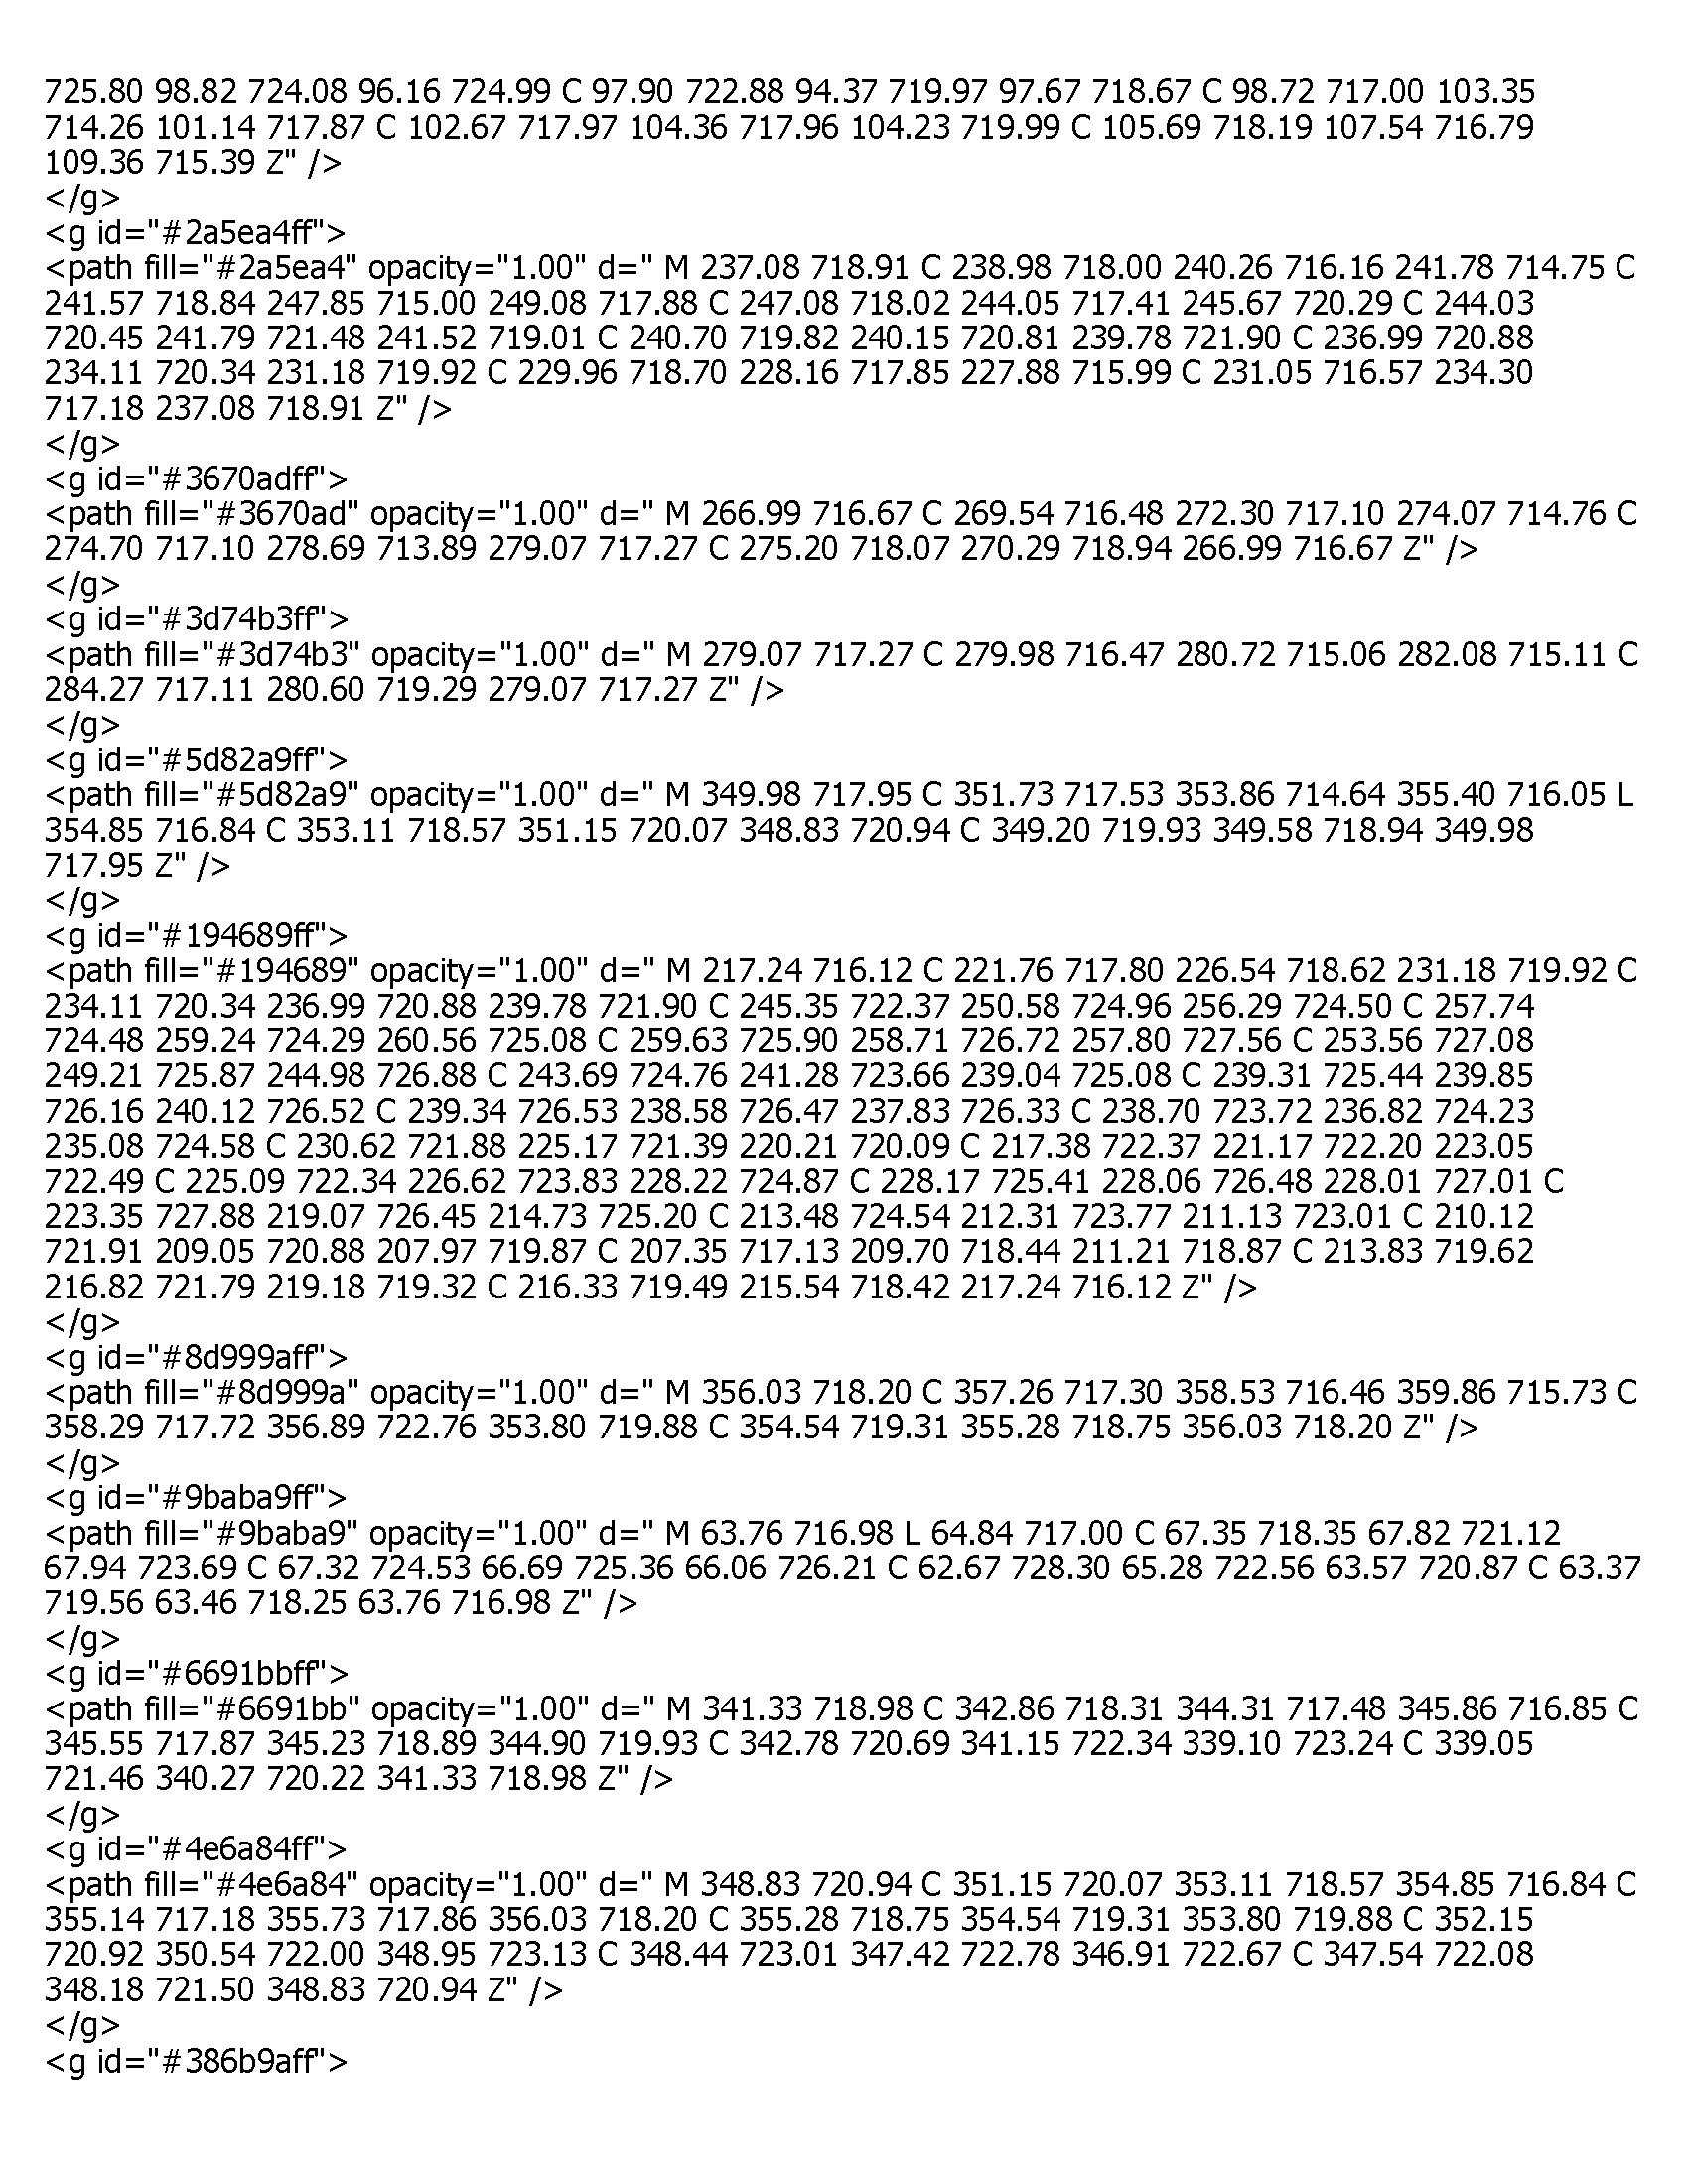 725.80 98.82 724.08 96.16 724.99 C 97.90 722.88 94.37 719.97 97.67 718.67 C 98.72 717.00 103.35
714.26 101.14 717.87 C 102.67 717.97 104.36 717.96 104.23 719.99 C 105.69 718.19 107.54 716.79
109.36 715.39 Z" />
</g>
<g id="#2a5ea4ff">
<path fill="#2a5ea4" opacity="1.00" d=" M 237.08 718.91 C 238.98 718.00 240.26 716.16 241.78 714.75 C
241.57 718.84 247.85 715.00 249.08 717.88 C 247.08 718.02 244.05 717.41 245.67 720.29 C 244.03
720.45 241.79 721.48 241.52 719.01 C 240.70 719.82 240.15 720.81 239.78 721.90 C 236.99 720.88
234.11 720.34 231.18 719.92 C 229.96 718.70 228.16 717.85 227.88 715.99 C 231.05 716.57 234.30
717.18 237.08 718.91 Z" />
</g>
<g id="#3670adff">
<path fill="#3670ad" opacity="1.00" d=" M 266.99 716.67 C 269.54 716.48 272.30 717.10 274.07 714.76 C
274.70 717.10 278.69 713.89 279.07 717.27 C 275.20 718.07 270.29 718.94 266.99 716.67 Z" />
</g>
<g id="#3d74b3ff">
<path fill="#3d74b3" opacity="1.00" d=" M 279.07 717.27 C 279.98 716.47 280.72 715.06 282.08 715.11 C
284.27 717.11 280.60 719.29 279.07 717.27 Z" />
</g>
<g id="#5d82a9ff">
<path fill="#5d82a9" opacity="1.00" d=" M 349.98 717.95 C 351.73 717.53 353.86 714.64 355.40 716.05 L
354.85 716.84 C 353.11 718.57 351.15 720.07 348.83 720.94 C 349.20 719.93 349.58 718.94 349.98
717.95 Z" />
</g>
<g id="#194689ff">
<path fill="#194689" opacity="1.00" d=" M 217.24 716.12 C 221.76 717.80 226.54 718.62 231.18 719.92 C
234.11 720.34 236.99 720.88 239.78 721.90 C 245.35 722.37 250.58 724.96 256.29 724.50 C 257.74
724.48 259.24 724.29 260.56 725.08 C 259.63 725.90 258.71 726.72 257.80 727.56 C 253.56 727.08
249.21 725.87 244.98 726.88 C 243.69 724.76 241.28 723.66 239.04 725.08 C 239.31 725.44 239.85
726.16 240.12 726.52 C 239.34 726.53 238.58 726.47 237.83 726.33 C 238.70 723.72 236.82 724.23
235.08 724.58 C 230.62 721.88 225.17 721.39 220.21 720.09 C 217.38 722.37 221.17 722.20 223.05
722.49 C 225.09 722.34 226.62 723.83 228.22 724.87 C 228.17 725.41 228.06 726.48 228.01 727.01 C
223.35 727.88 219.07 726.45 214.73 725.20 C 213.48 724.54 212.31 723.77 211.13 723.01 C 210.12
721.91 209.05 720.88 207.97 719.87 C 207.35 717.13 209.70 718.44 211.21 718.87 C 213.83 719.62
216.82 721.79 219.18 719.32 C 216.33 719.49 215.54 718.42 217.24 716.12 Z" />
</g>
<g id="#8d999aff">
<path fill="#8d999a" opacity="1.00" d=" M 356.03 718.20 C 357.26 717.30 358.53 716.46 359.86 715.73 C
358.29 717.72 356.89 722.76 353.80 719.88 C 354.54 719.31 355.28 718.75 356.03 718.20 Z" />
</g>
<g id="#9baba9ff">
<path fill="#9baba9" opacity="1.00" d=" M 63.76 716.98 L 64.84 717.00 C 67.35 718.35 67.82 721.12
67.94 723.69 C 67.32 724.53 66.69 725.36 66.06 726.21 C 62.67 728.30 65.28 722.56 63.57 720.87 C 63.37
719.56 63.46 718.25 63.76 716.98 Z" />
</g>
<g id="#6691bbff">
<path fill="#6691bb" opacity="1.00" d=" M 341.33 718.98 C 342.86 718.31 344.31 717.48 345.86 716.85 C
345.55 717.87 345.23 718.89 344.90 719.93 C 342.78 720.69 341.15 722.34 339.10 723.24 C 339.05
721.46 340.27 720.22 341.33 718.98 Z" />
</g>
<g id="#4e6a84ff">
<path fill="#4e6a84" opacity="1.00" d=" M 348.83 720.94 C 351.15 720.07 353.11 718.57 354.85 716.84 C
355.14 717.18 355.73 717.86 356.03 718.20 C 355.28 718.75 354.54 719.31 353.80 719.88 C 352.15
720.92 350.54 722.00 348.95 723.13 C 348.44 723.01 347.42 722.78 346.91 722.67 C 347.54 722.08
348.18 721.50 348.83 720.94 Z" />
</g>
<g id="#386b9aff">